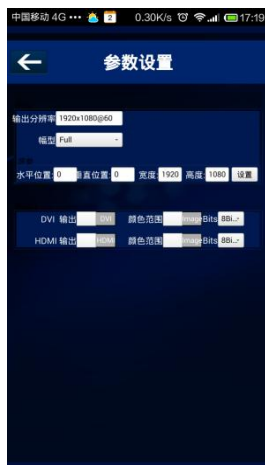 中国移动 4G ••• 2 0.30K/s 17:19
参数设置
输出分辨率 1920x1080@60
幅型 Full
水平位置: 0 垂直位置: 0 宽度: 1920 高度: 1080 设置
DVI 输出 DVI 颜色范围 Image Bits 8Bi...
HDMI 输出 HDMI 颜色范围 Image Bits 8Bi...